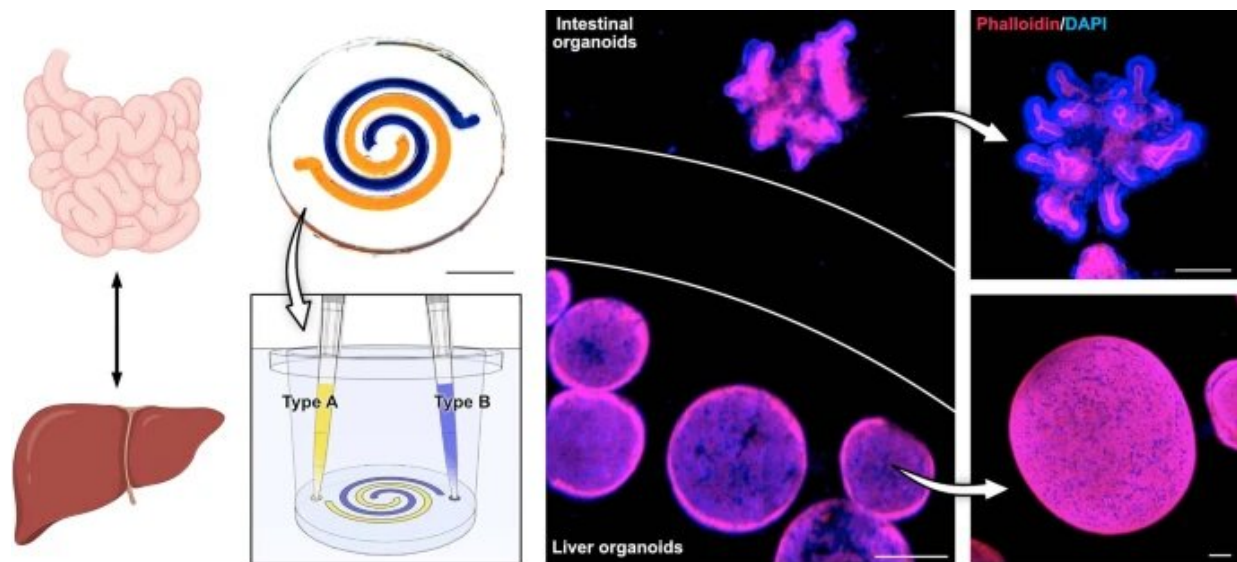 Type A
Type B
Intestinal
organoids
Liver organoids
Phalloidin/DAPI